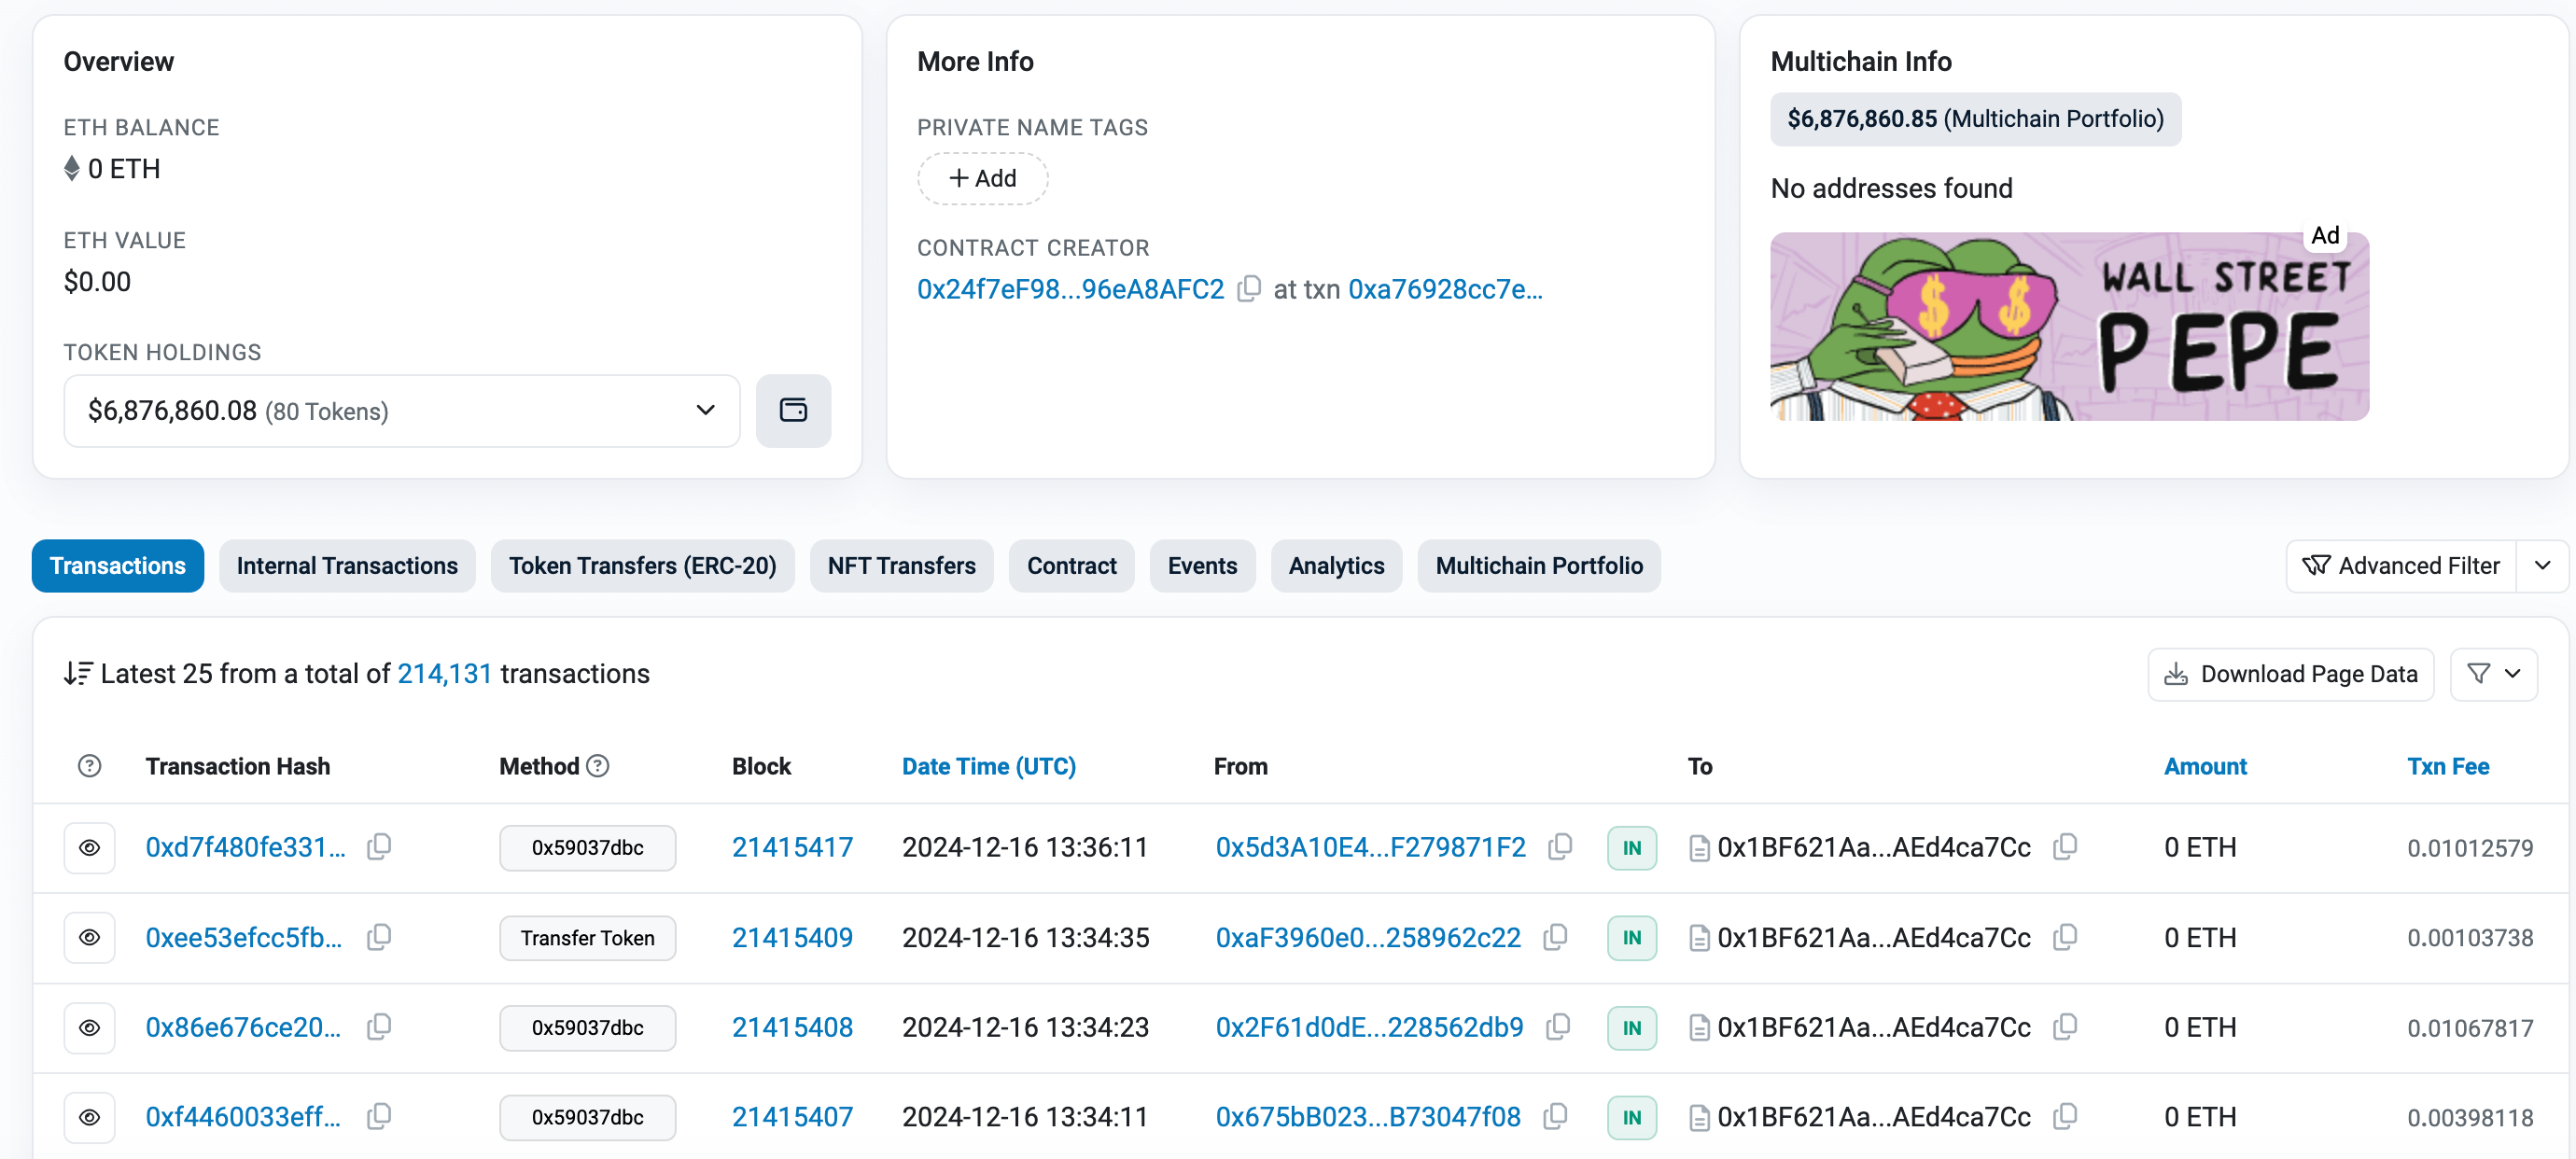 Overview
ETH BALANCE
0 ETH
ETH VALUE
$0.00
TOKEN HOLDINGS
$6,876,860.08 (80 Tokens)
More Info
PRIVATE NAME TAGS
+ Add
CONTRACT CREATOR
0x24f7eF98...96eA8AFC2 at txn 0xa76928cc7e...
Multichain Info
$6,876,860.85 (Multichain Portfolio)
No addresses found
Ad
WALL STREET
PEPE
Transactions Internal Transactions Token Transfers (ERC-20) NFT Transfers Contract Events Analytics Multichain Portfolio Advanced Filter
Latest 25 from a total of 214,131 transactions Download Page Data
Transaction Hash Method Block Date Time (UTC) From To Amount Txn Fee
0xd7f480fe331... 0x59037dbc 21415417 2024-12-16 13:36:11 0x5d3A10E4...F279871F2 IN 0x1BF621Aa...AEd4ca7Cc 0 ETH 0.01012579
0xee53efcc5fb... Transfer Token 21415409 2024-12-16 13:34:35 0xaF3960e0...258962c22 IN 0x1BF621Aa...AEd4ca7Cc 0 ETH 0.00103738
0x86e676ce20... 0x59037dbc 21415408 2024-12-16 13:34:23 0x2F61d0dE...228562db9 IN 0x1BF621Aa...AEd4ca7Cc 0 ETH 0.01067817
0xf4460033eff... 0x59037dbc 21415407 2024-12-16 13:34:11 0x675bB023...B73047f08 IN 0x1BF621Aa...AEd4ca7Cc 0 ETH 0.00398118